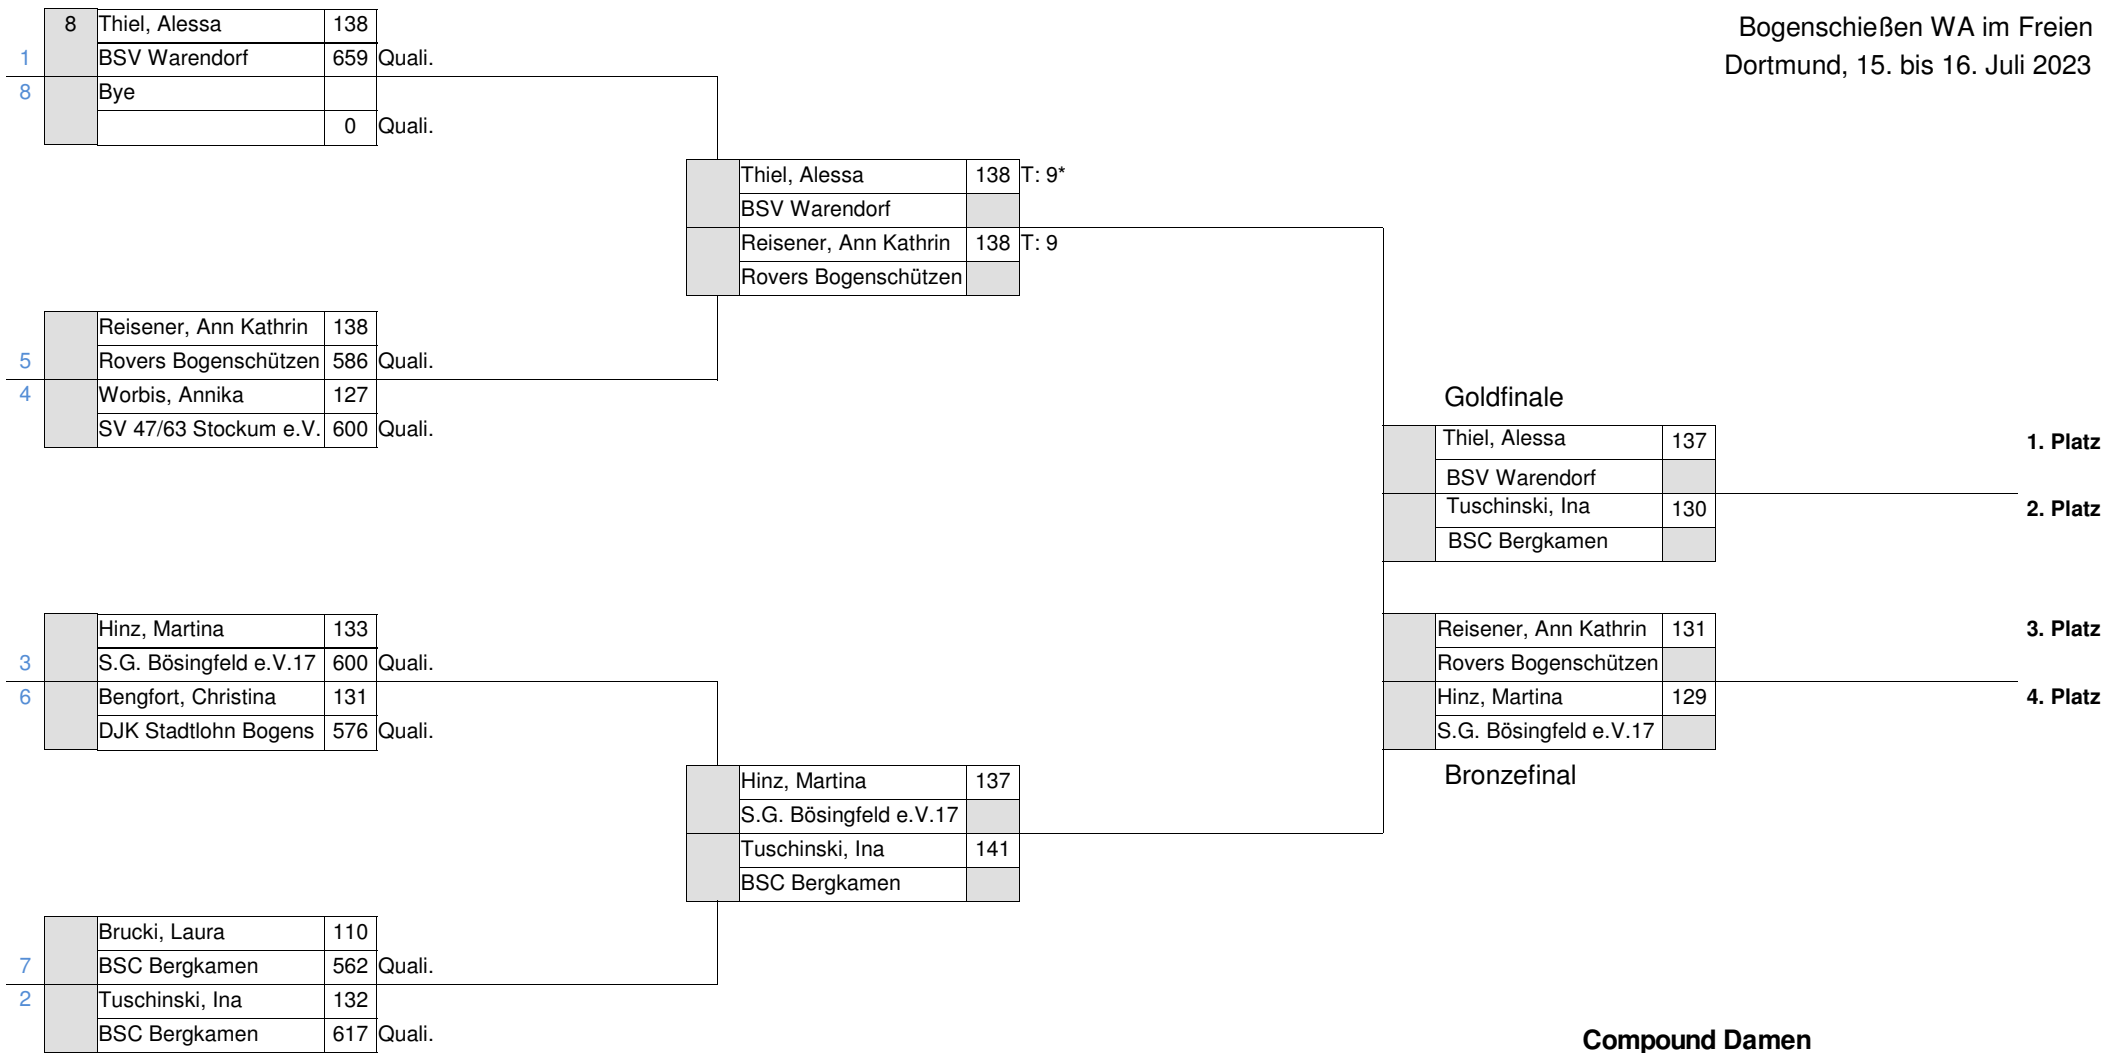 Bogenschießen WA im Freien
Dortmund, 15. bis 16. Juli 2023
8 Thiel, Alessa 138
1 BSV Warendorf 659 Quali.
8 Bye
0 Quali.
Thiel, Alessa 138 T: 9*
BSV Warendorf
Reisener, Ann Kathrin 138 T: 9
Rovers Bogenschützen
Reisener, Ann Kathrin 138
5 Rovers Bogenschützen 586 Quali.
4 Worbis, Annika 127
SV 47/63 Stockum e.V. 600 Quali.
Goldfinale
Thiel, Alessa 137 1. Platz
BSV Warendorf
Tuschinski, Ina 130 2. Platz
BSC Bergkamen
Hinz, Martina 133
3 S.G. Bösingfeld e.V.17 600 Quali.
6 Bengfort, Christina 131
DJK Stadtlohn Bogens 576 Quali.
Reisener, Ann Kathrin 131 3. Platz
Rovers Bogenschützen
Hinz, Martina 129 4. Platz
S.G. Bösingfeld e.V.17
Bronzefinal
Hinz, Martina 137
S.G. Bösingfeld e.V.17
Tuschinski, Ina 141
BSC Bergkamen
Brucki, Laura 110
7 BSC Bergkamen 562 Quali.
2 Tuschinski, Ina 132
BSC Bergkamen 617 Quali.
Compound Damen